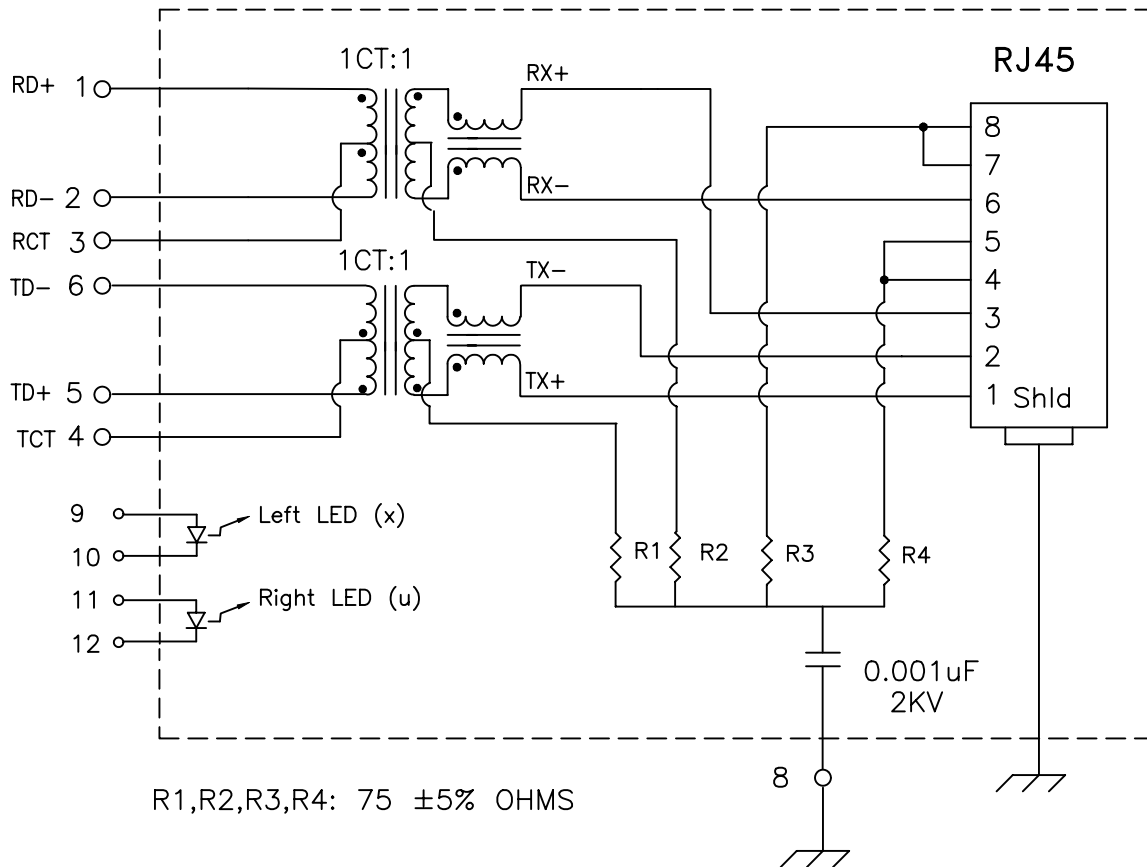 RJ45
1CT:1
RD+ 1
RX+
8
7
RD- 2
RX-
6
RCT 3
5
1CT:1
TD- 6
TX-
4
3
2
TD+ 5
TX+
1 Shld
TCT 4
9
Left LED (x)
10
R1 R2 R3 R4
11
Right LED (u)
12
0.001uF
2KV
8
R1,R2,R3,R4: 75 ±5% OHMS